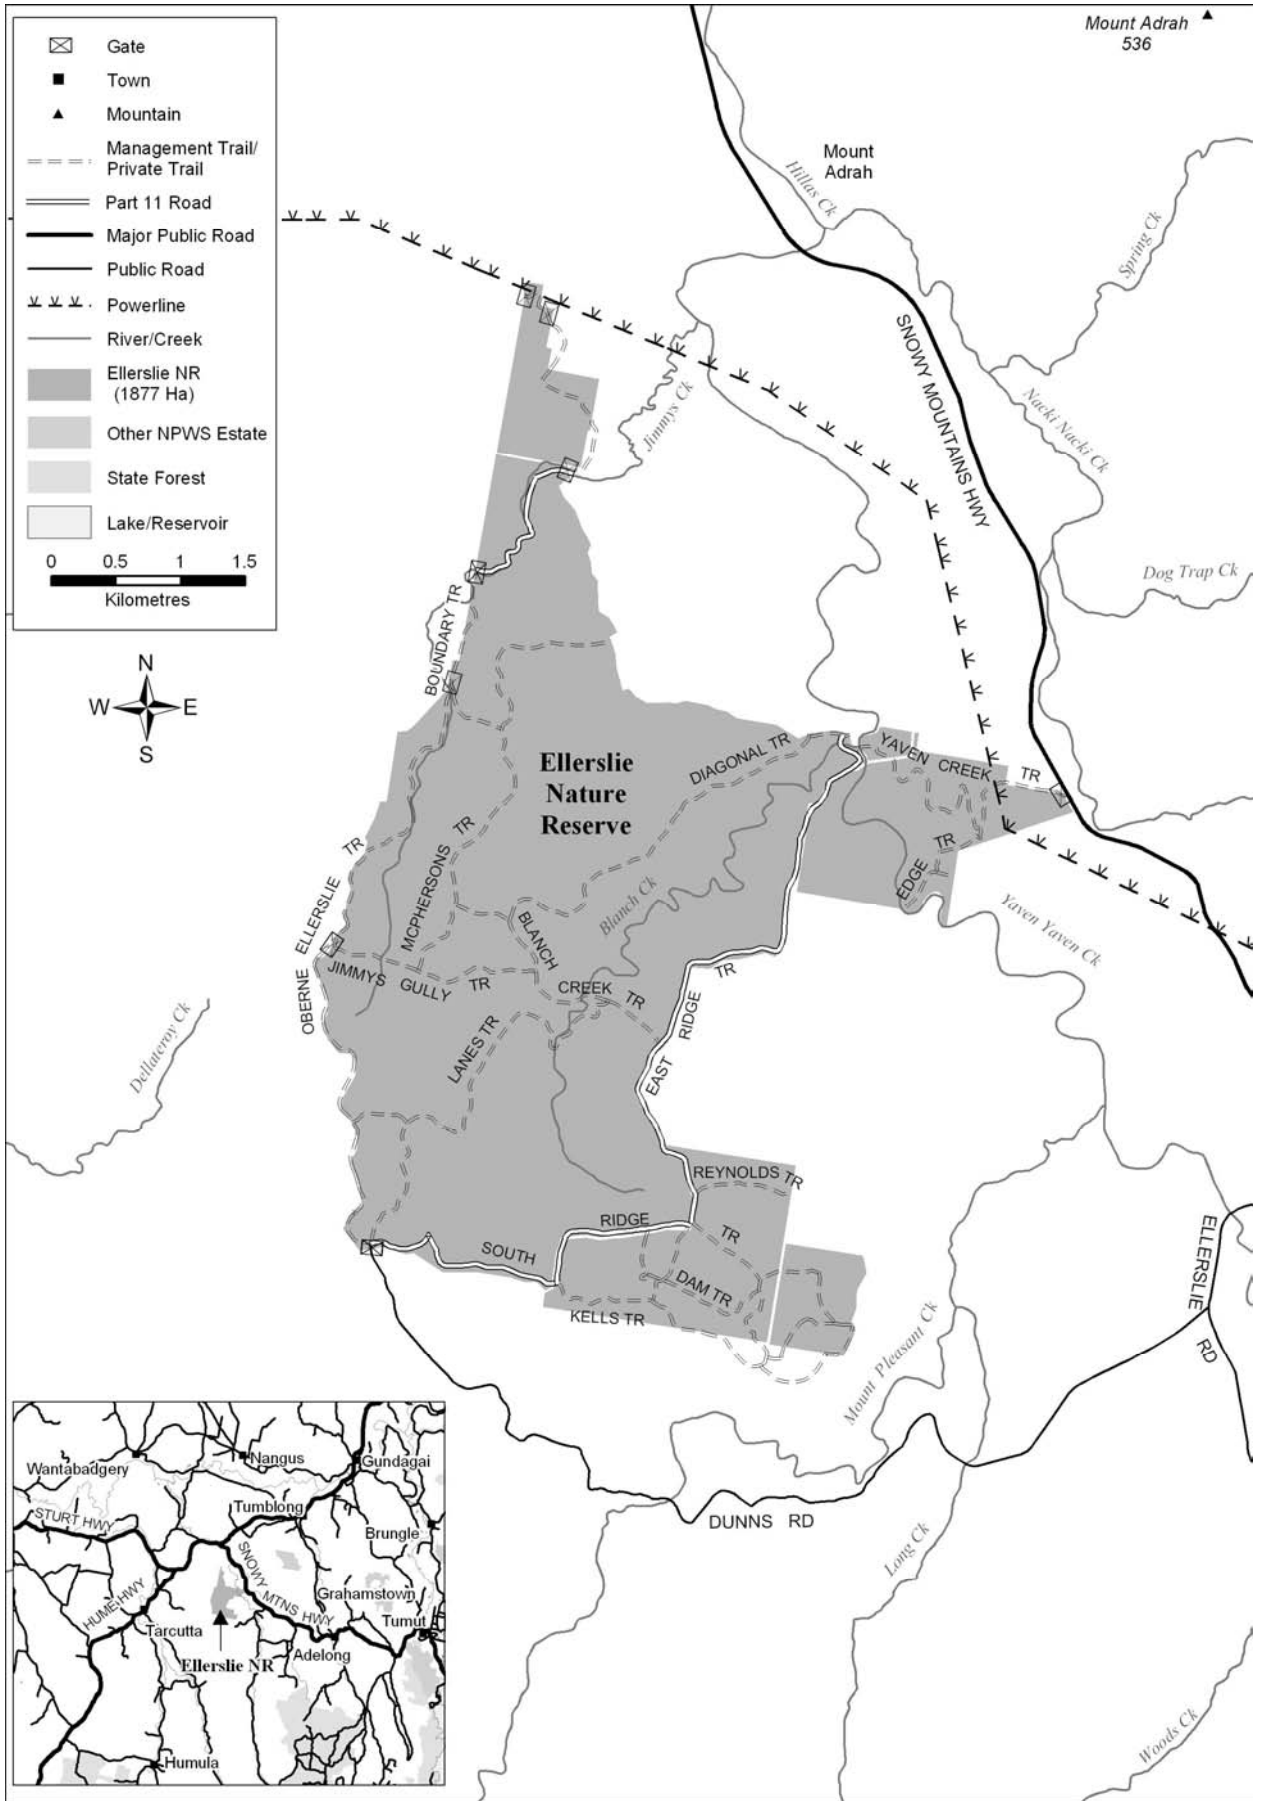 Gate
Town
Mountain
Management Trail/
Private Trail
Part 11 Road
Major Public Road
Public Road
Powerline
River/Creek
Ellerslie NR
(1877 Ha)
Other NPWS Estate
State Forest
Lake/Reservoir
0 0.5 1 1.5
Kilometres
N
W E
S
Mount Adrah
536
Mount
Adrah
Hillas Ck
Spring Ck
SNOWY MOUNTAINS HWY
Nacki Nacki Ck
Jimmys Ck
Dog Trap Ck
BOUNDARY TR
Ellerslie
Nature
Reserve
DIAGONAL TR
YAVEN CREEK TR
EDGE TR
MCPHERSONS TR
OBERNE ELLERSLIE TR
Blanch Ck
BLANCH CREEK TR
JIMMYS GULLY TR
Yaven Yaven Ck
LANES TR
EAST RIDGE TR
Dellateroy Ck
REYNOLDS TR
SOUTH RIDGE TR
DAM TR
KELLS TR
Mount Pleasant Ck
ELLERSLIE RD
DUNNS RD
Long Ck
Woods Ck
Wantabadgery
Nangus
Gundagai
STURT HWY
Tumblong
Brungle
HUME HWY
SNOWY MTNS HWY
Grahamstown
Tarcutta
Tumut
Adelong
Ellerslie NR
Humula